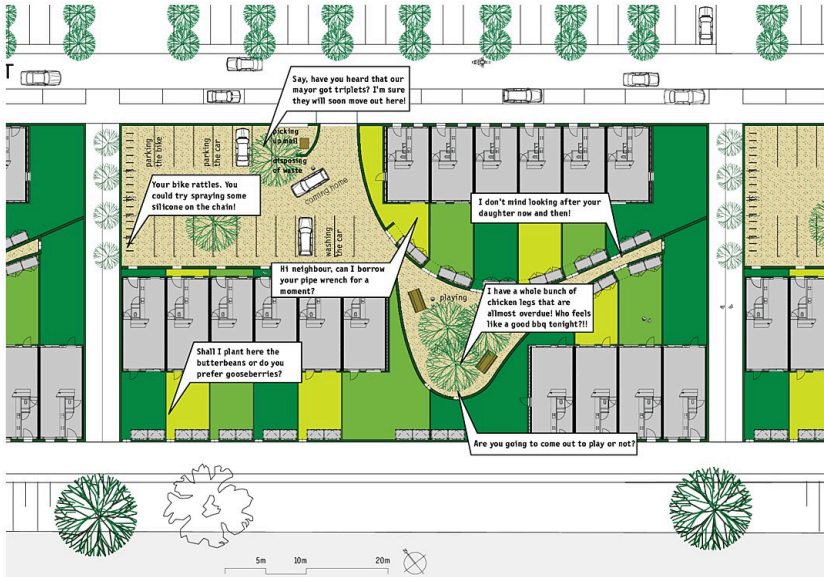 T
Say, have you heard that our
mayor got triplets? I'm sure
they will soon move out here!
parking
the bike
parking
the car
picking
up mail
disposing
of waste
coming home
Your bike rattles. You
could try spraying some
silicone on the chain!
washing
the car
I don't mind looking after your
daughter now and then!
Hi neighbour, can I borrow
your pipe wrench for a
moment?
playing
I have a whole bunch of
chicken legs that are
allmost overdue! Who feels
like a good bbq tonight?!!
Shall I plant here the
butterbeans or do you
prefer gooseberries?
Are you going to come out to play or not?
5m 10m 20m